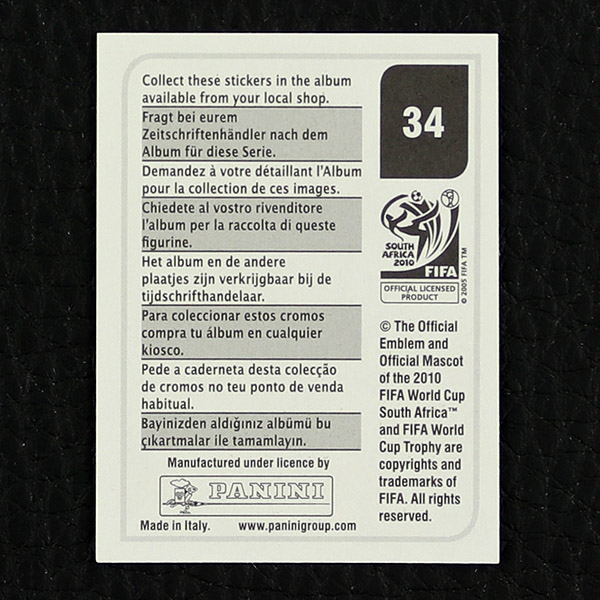 Collect these stickers in the album
available from your local shop.
Fragt bei eurem
Zeitschriftenhändler nach dem
Album für diese Serie.
Demandez à votre détaillant l'Album
pour la collection de ces images.
Chiedete al vostro rivenditore
l'album per la raccolta di queste
figurine.
Het album en de andere
plaatjes zijn verkrijgbaar bij de
tijdschrifthandelaar.
Para coleccionar estos cromos
compra tu álbum en cualquier
kiosco.
Pede a caderneta desta colecção
de cromos no teu ponto de venda
habitual.
Bayinizden aldığınız albümü bu
çıkartmalar ile tamamlayın.
Manufactured under licence by
PANINI
Made in Italy. www.paninigroup.com
34
SOUTH
AFRICA
2010
FIFA
OFFICIAL LICENSED
PRODUCT
© 2005 FIFA TM
© The Official
Emblem and
Official Mascot
of the 2010
FIFA World Cup
South Africa™
and FIFA World
Cup Trophy are
copyrights and
trademarks of
FIFA. All rights
reserved.